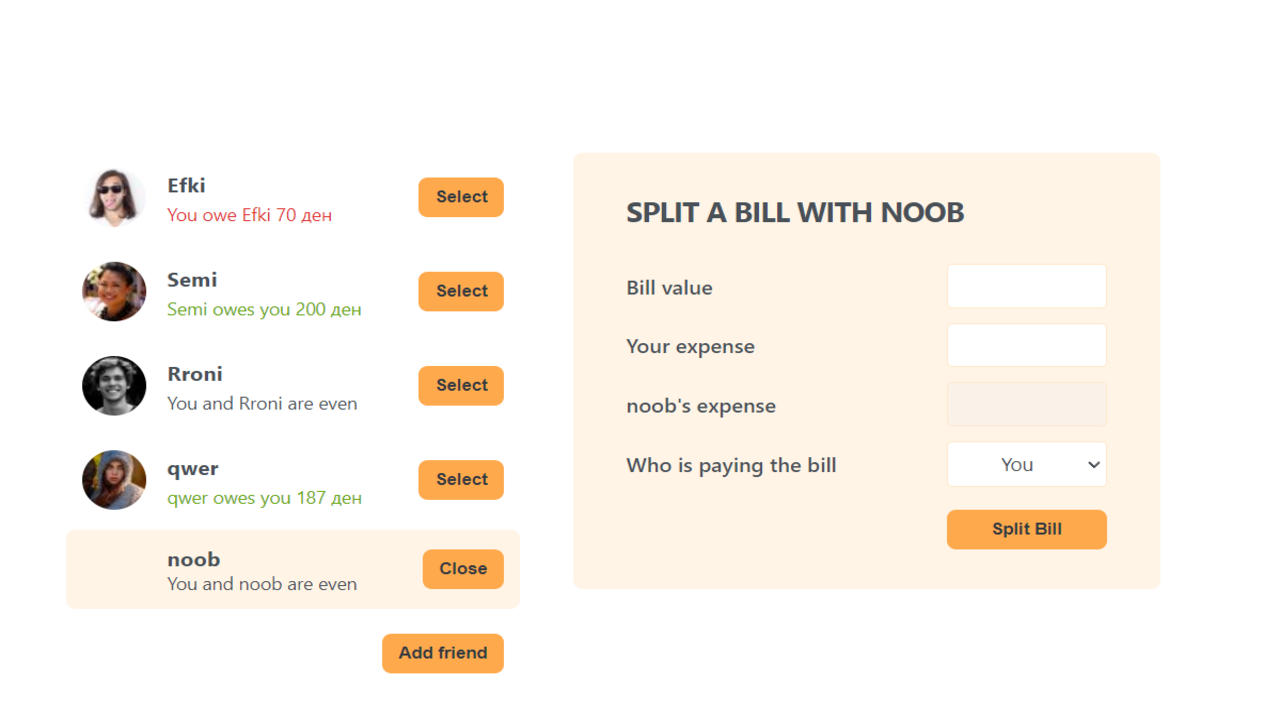 Efki
You owe Efki 70 ден
Select
Semi
Semi owes you 200 ден
Select
Rroni
You and Rroni are even
Select
qwer
qwer owes you 187 ден
Select
noob
You and noob are even
Close
Add friend
SPLIT A BILL WITH NOOB
Bill value
Your expense
noob's expense
Who is paying the bill
You
Split Bill